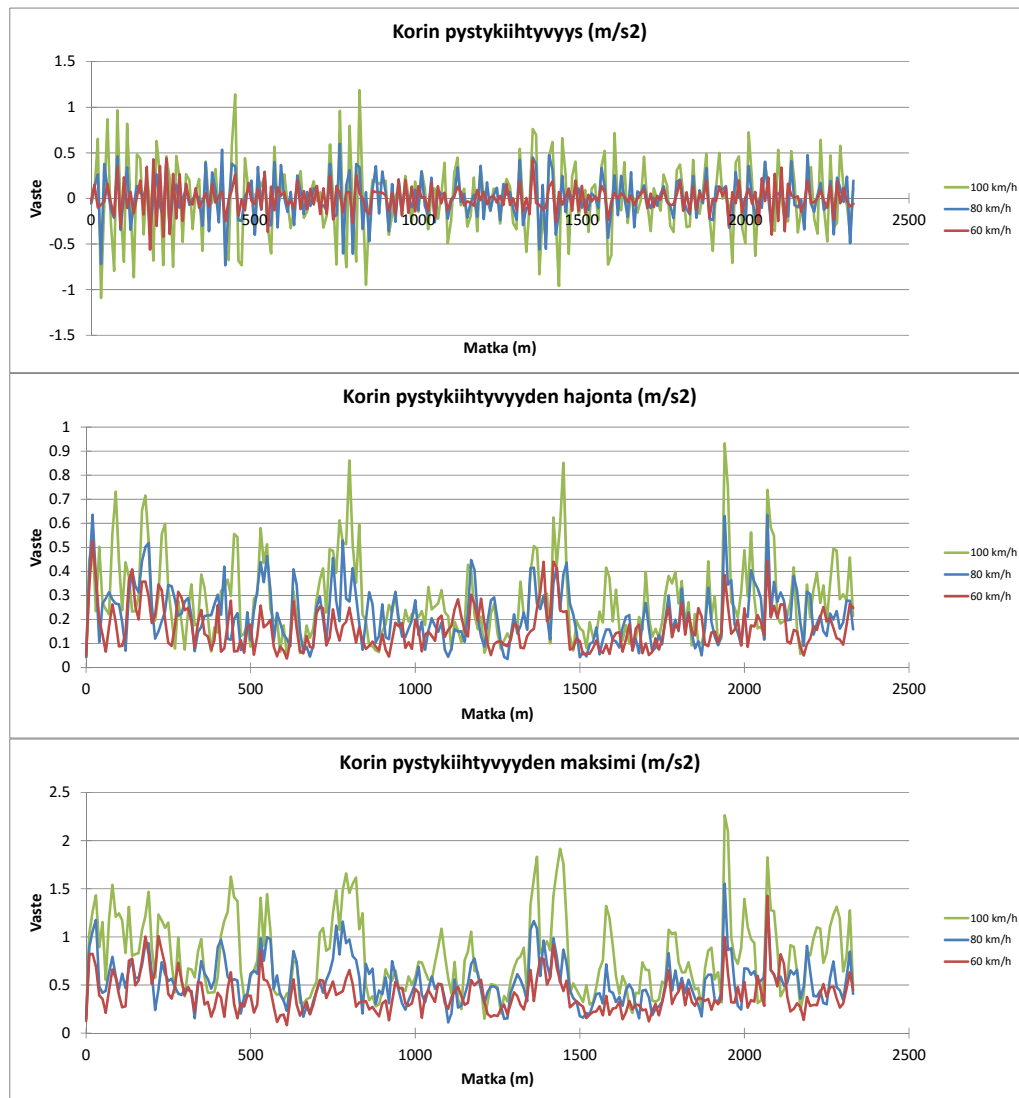 Korin pystykiihtyvyys (m/s2)
1.5
1
0.5
0
-0.5
-1
-1.5
Vaste
0 500 1000 1500 2000 2500
Matka (m)
100 km/h
80 km/h
60 km/h
Korin pystykiihtyvyyden hajonta (m/s2)
1
0.9
0.8
0.7
0.6
0.5
0.4
0.3
0.2
0.1
0
Vaste
0 500 1000 1500 2000 2500
Matka (m)
100 km/h
80 km/h
60 km/h
Korin pystykiihtyvyyden maksimi (m/s2)
2.5
2
1.5
1
0.5
0
Vaste
0 500 1000 1500 2000 2500
Matka (m)
100 km/h
80 km/h
60 km/h